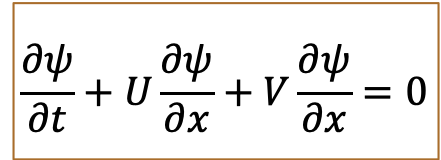 ∂ψ/∂t + U ∂ψ/∂x + V ∂ψ/∂x = 0